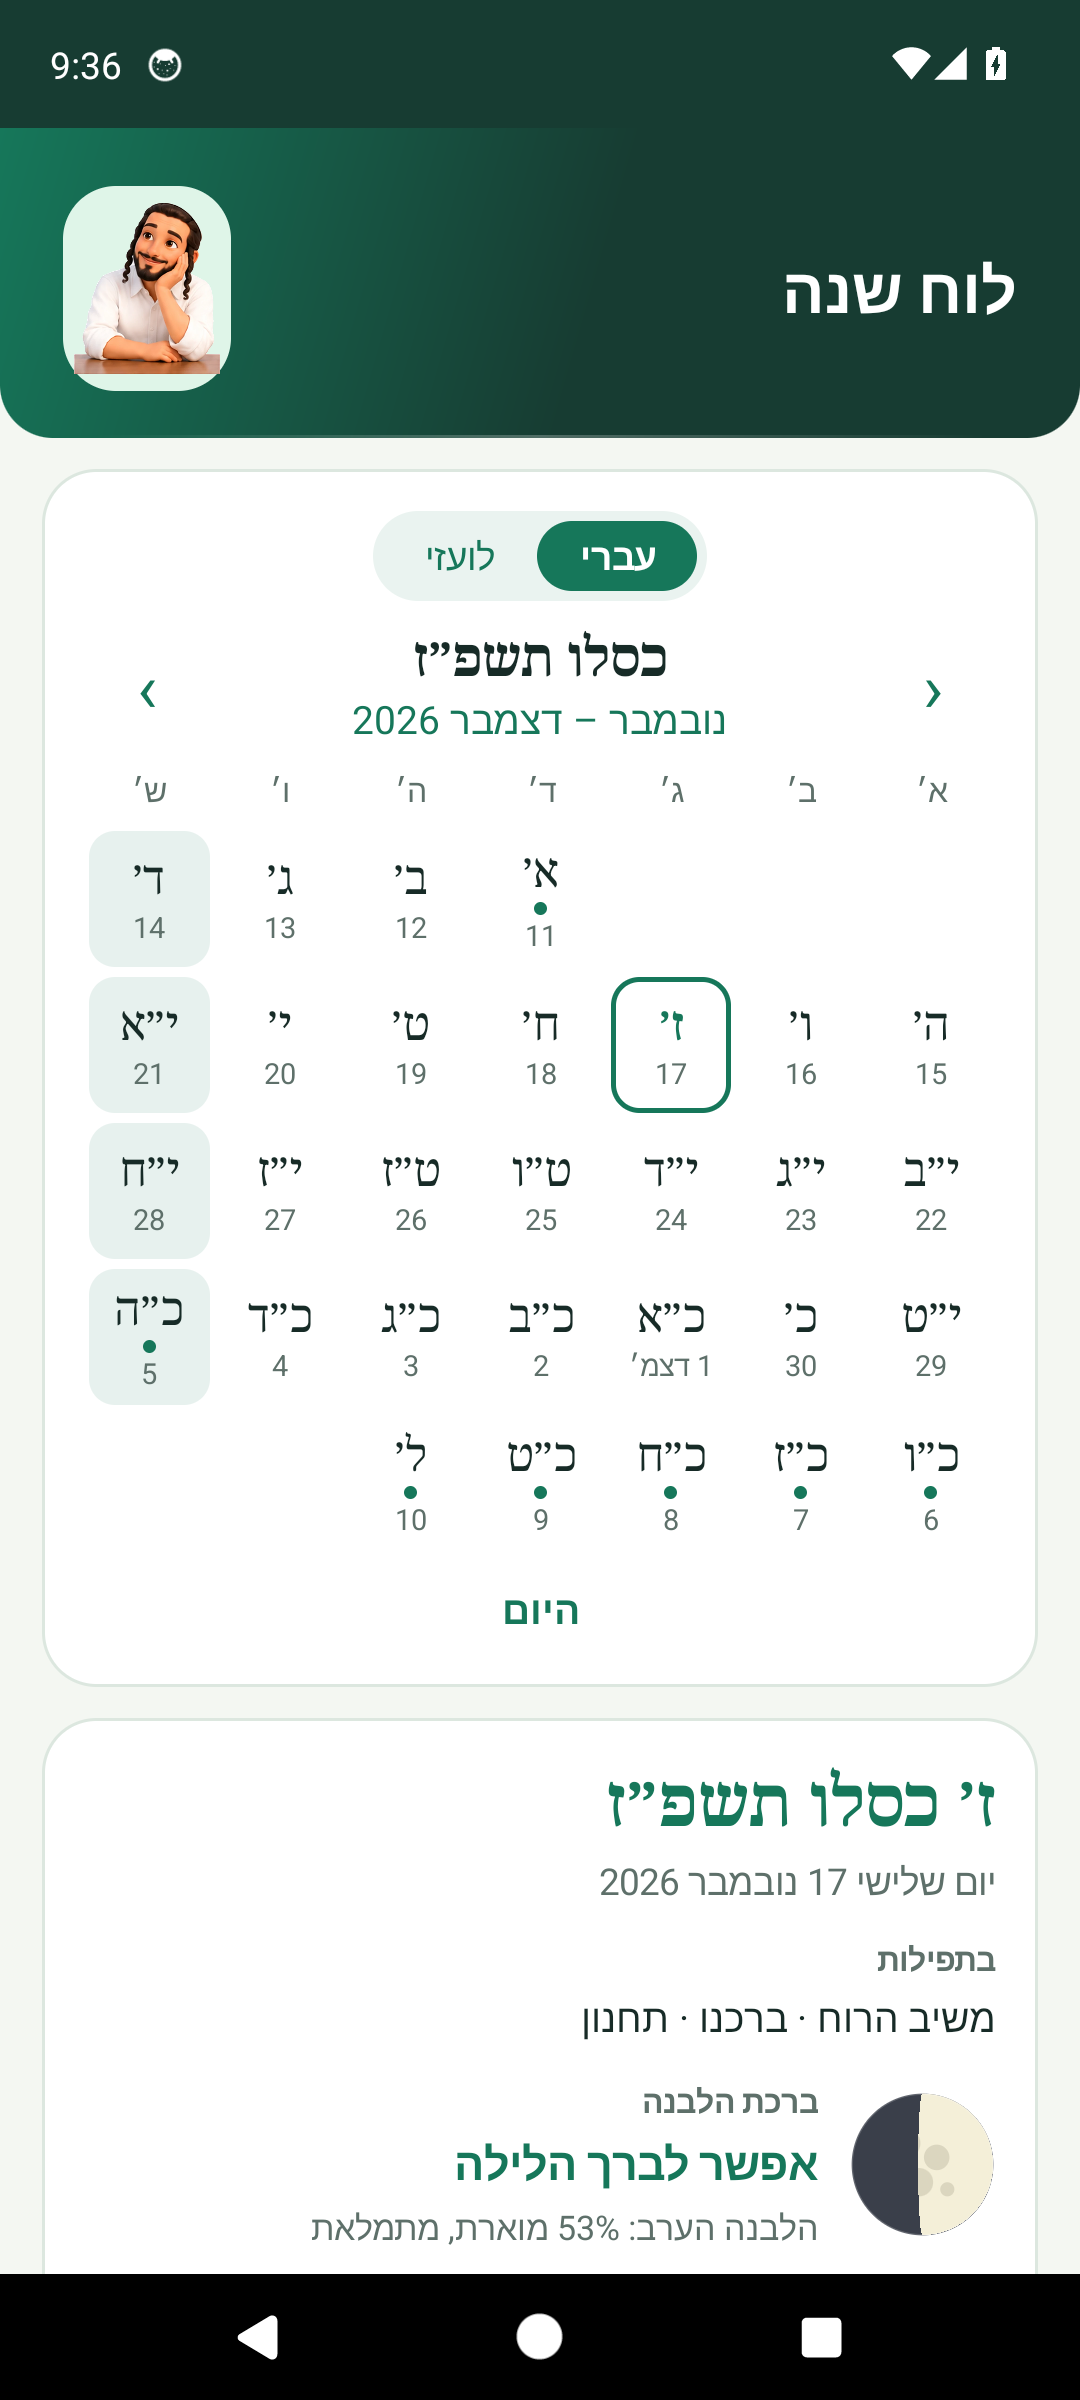 9:36
לוח שנה
עברי לועזי
כסלו תשפ״ז
נובמבר – דצמבר 2026
א׳ ב׳ ג׳ ד׳ ה׳ ו׳ ש׳
א׳ ב׳ ג׳ ד׳
11 12 13 14
ה׳ ו׳ ז׳ ח׳ ט׳ י׳ י״א
15 16 17 18 19 20 21
י״ב י״ג י״ד ט״ו ט״ז י״ז י״ח
22 23 24 25 26 27 28
י״ט כ׳ כ״א כ״ב כ״ג כ״ד כ״ה
29 30 1 דצמ׳ 2 3 4 5
כ״ו כ״ז כ״ח כ״ט ל׳
6 7 8 9 10
היום
ז׳ כסלו תשפ״ז
יום שלישי 17 נובמבר 2026
בתפילות
משיב הרוח · ברכנו · תחנון
ברכת הלבנה
אפשר לברך הלילה
הלבנה הערב: 53% מוארת, מתמלאת